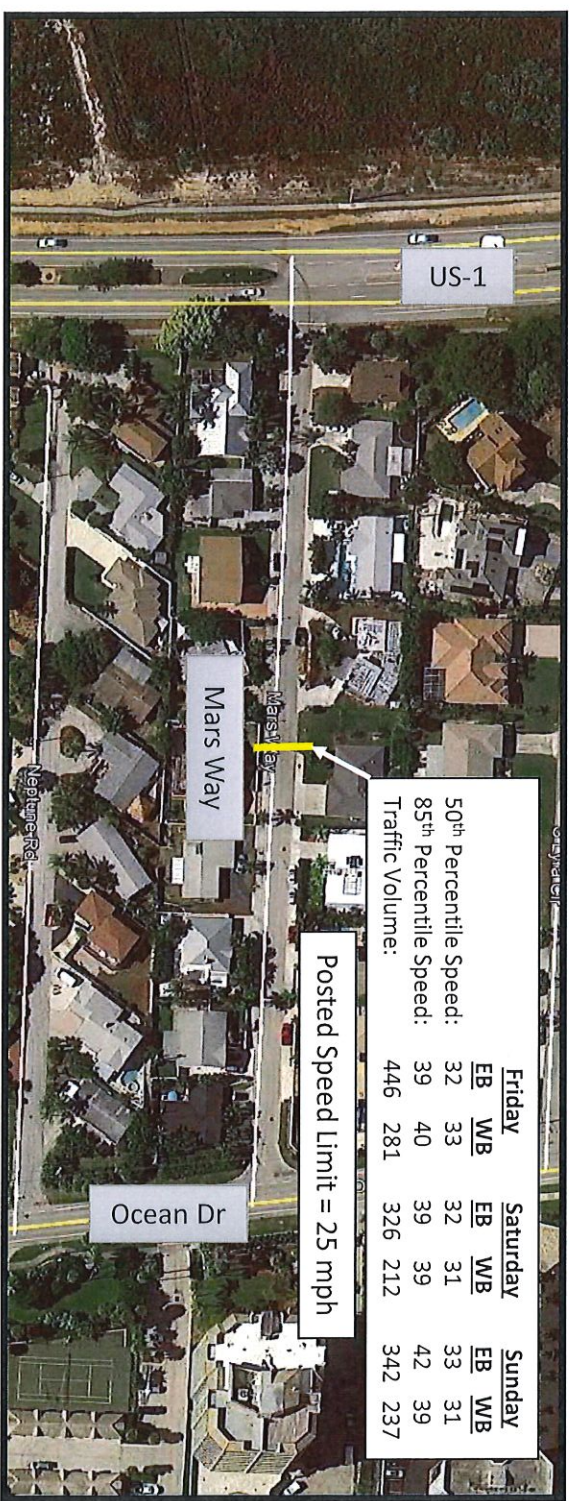 US-1
Friday Saturday Sunday
EB WB EB WB EB WB
50th Percentile Speed: 32 33 32 31 33 31
85th Percentile Speed: 39 40 39 39 42 39
Traffic Volume: 446 281 326 212 342 237
Posted Speed Limit = 25 mph
Mars Way
Mars Way
Neptune Rd
Ocean Dr